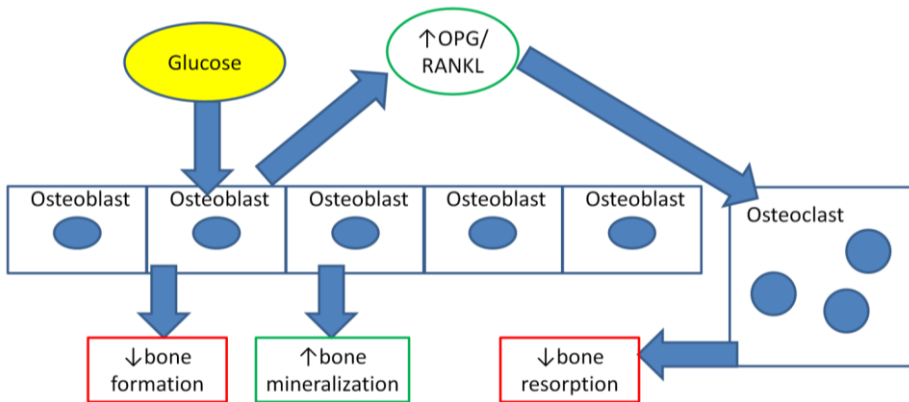 Glucose
↑OPG/
RANKL
Osteoblast
Osteoblast
Osteoblast
Osteoblast
Osteoblast
Osteoclast
↓bone
formation
↑bone
mineralization
↓bone
resorption